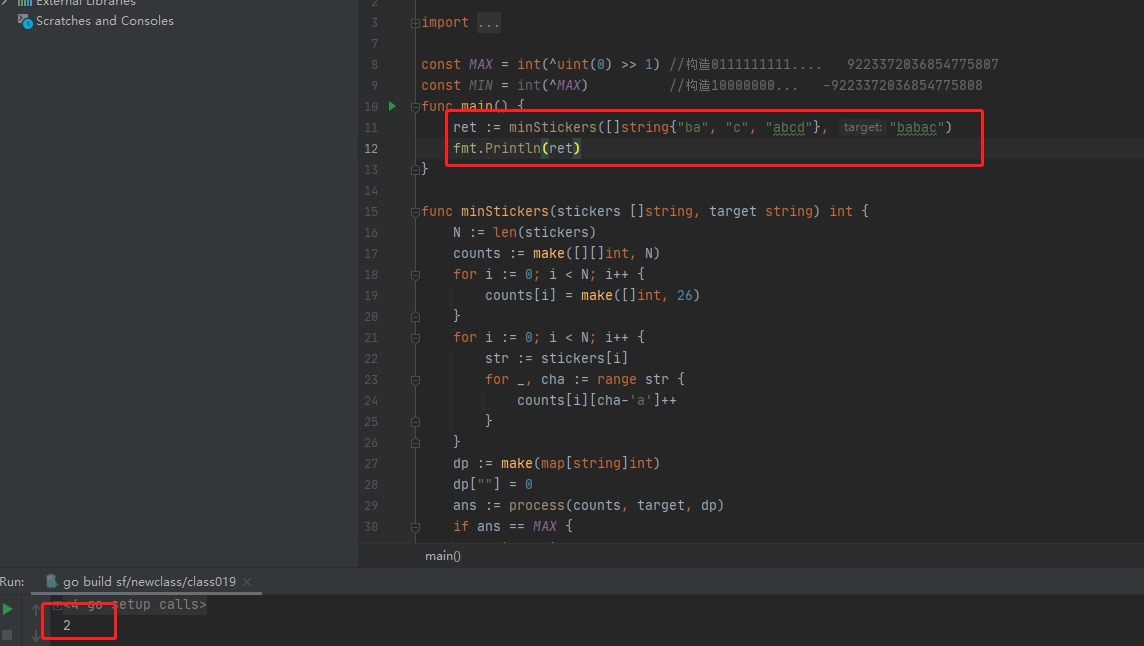 External Libraries
Scratches and Consoles
2
3 import ...
7
8 const MAX = int(^uint(0) >> 1) //构造0111111111.... 9223372036854775807
9 const MIN = int(^MAX) //构造10000000... -9223372036854775808
10 func main() {
11 ret := minStickers([]string{"ba", "c", "abcd"}, target: "babac")
12 fmt.Println(ret)
13 }
14
15 func minStickers(stickers []string, target string) int {
16 N := len(stickers)
17 counts := make([][]int, N)
18 for i := 0; i < N; i++ {
19 counts[i] = make([]int, 26)
20 }
21 for i := 0; i < N; i++ {
22 str := stickers[i]
23 for _, cha := range str {
24 counts[i][cha-'a']++
25 }
26 }
27 dp := make(map[string]int)
28 dp[""] = 0
29 ans := process(counts, target, dp)
30 if ans == MAX {
main()
Run: go build sf/newclass/class019
<4 go setup calls>
2